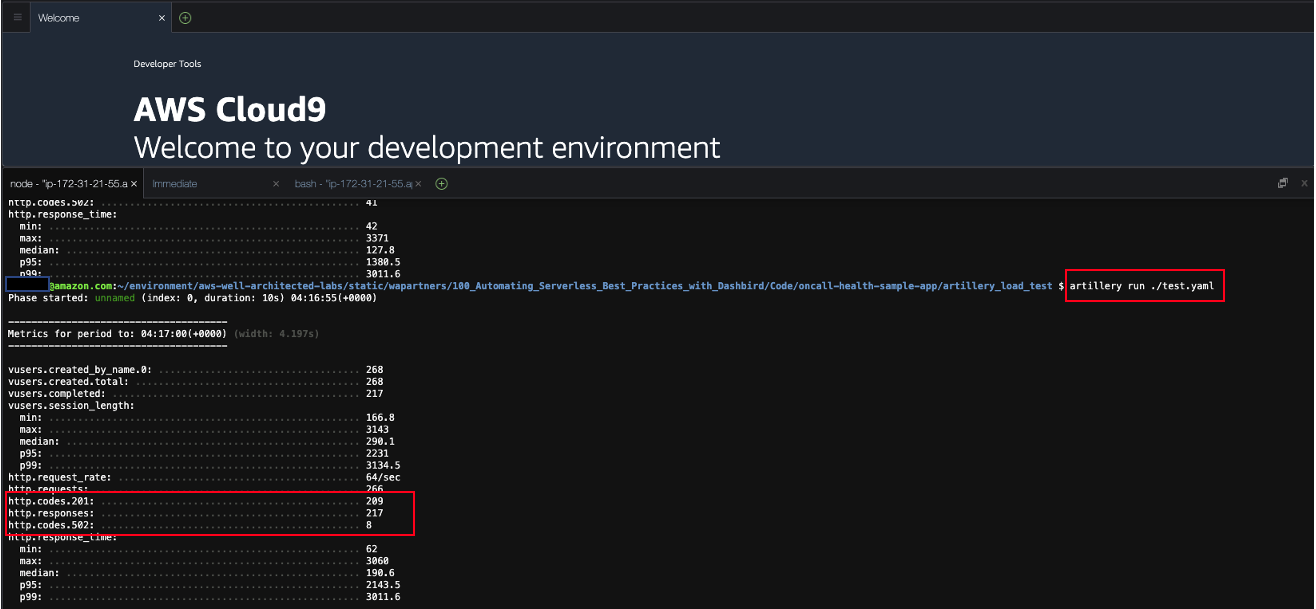 Welcome ×
Developer Tools
AWS Cloud9
Welcome to your development environment
node - "ip-172-31-21-55.a × Immediate × bash - "ip-172-31-21-55.ap ×
http.codes.502: ................................................ 41
http.response_time:
min: ................................................ 42
max: ................................................ 3371
median: ................................................ 127.8
p95: ................................................ 1380.5
p99: ................................................ 3011.6
@amazon.com:~/environment/aws-well-architected-labs/static/wapartners/100_Automating_Serverless_Best_Practices_with_Dashbird/Code/oncall-health-sample-app/artillery_load_test $ artillery run ./test.yaml
Phase started: unnamed (index: 0, duration: 10s) 04:16:55(+0000)
--------------------------------------
Metrics for period to: 04:17:00(+0000) (width: 4.197s)
--------------------------------------
vusers.created_by_name.0: ................................................ 268
vusers.created.total: ................................................ 268
vusers.completed: ................................................ 217
vusers.session_length:
min: ................................................ 166.8
max: ................................................ 3143
median: ................................................ 290.1
p95: ................................................ 2231
p99: ................................................ 3134.5
http.request_rate: ................................................ 64/sec
http.requests: ................................................ 266
http.codes.201: ................................................ 209
http.responses: ................................................ 217
http.codes.502: ................................................ 8
http.response_time:
min: ................................................ 62
max: ................................................ 3060
median: ................................................ 190.6
p95: ................................................ 2143.5
p99: ................................................ 3011.6